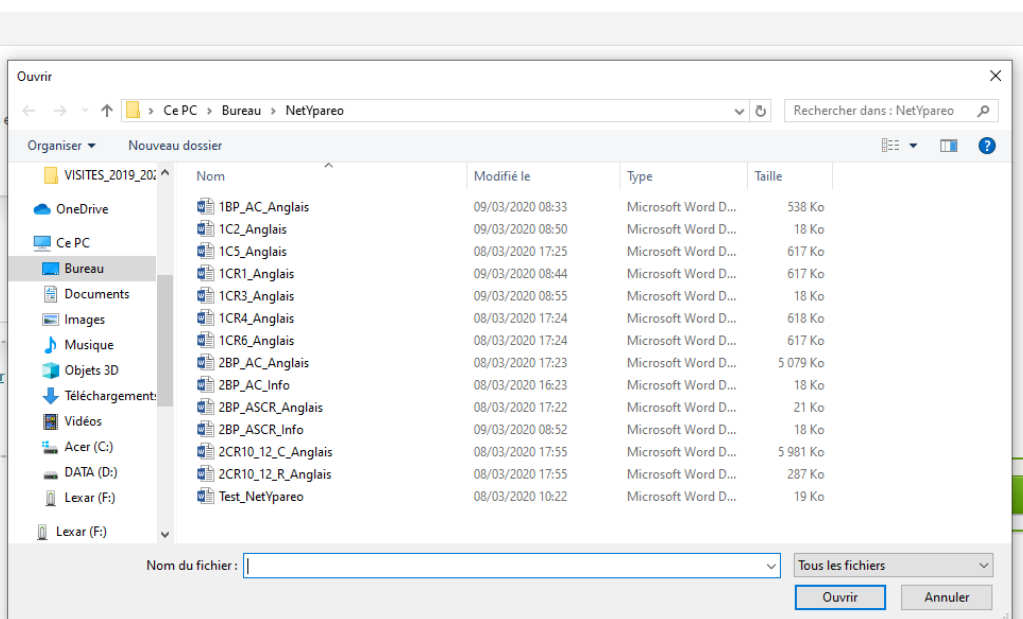 Ouvrir
Ce PC > Bureau > NetYpareo
Rechercher dans : NetYpareo
Organiser Nouveau dossier
Nom Modifié le Type Taille
VISITES_2019_202
OneDrive
Ce PC
Bureau
Documents
Images
Musique
Objets 3D
Téléchargements
Vidéos
Acer (C:)
DATA (D:)
Lexar (F:)
Lexar (F:)
1BP_AC_Anglais 09/03/2020 08:33 Microsoft Word D... 538 Ko
1C2_Anglais 09/03/2020 08:50 Microsoft Word D... 18 Ko
1C5_Anglais 08/03/2020 17:25 Microsoft Word D... 617 Ko
1CR1_Anglais 09/03/2020 08:44 Microsoft Word D... 617 Ko
1CR3_Anglais 09/03/2020 08:55 Microsoft Word D... 18 Ko
1CR4_Anglais 08/03/2020 17:24 Microsoft Word D... 618 Ko
1CR6_Anglais 08/03/2020 17:24 Microsoft Word D... 617 Ko
2BP_AC_Anglais 08/03/2020 17:23 Microsoft Word D... 5 079 Ko
2BP_AC_Info 08/03/2020 16:23 Microsoft Word D... 18 Ko
2BP_ASCR_Anglais 08/03/2020 17:22 Microsoft Word D... 21 Ko
2BP_ASCR_Info 09/03/2020 08:52 Microsoft Word D... 18 Ko
2CR10_12_C_Anglais 08/03/2020 17:55 Microsoft Word D... 5 981 Ko
2CR10_12_R_Anglais 08/03/2020 17:55 Microsoft Word D... 287 Ko
Test_NetYpareo 08/03/2020 10:22 Microsoft Word D... 19 Ko
Nom du fichier :
Tous les fichiers
Ouvrir Annuler